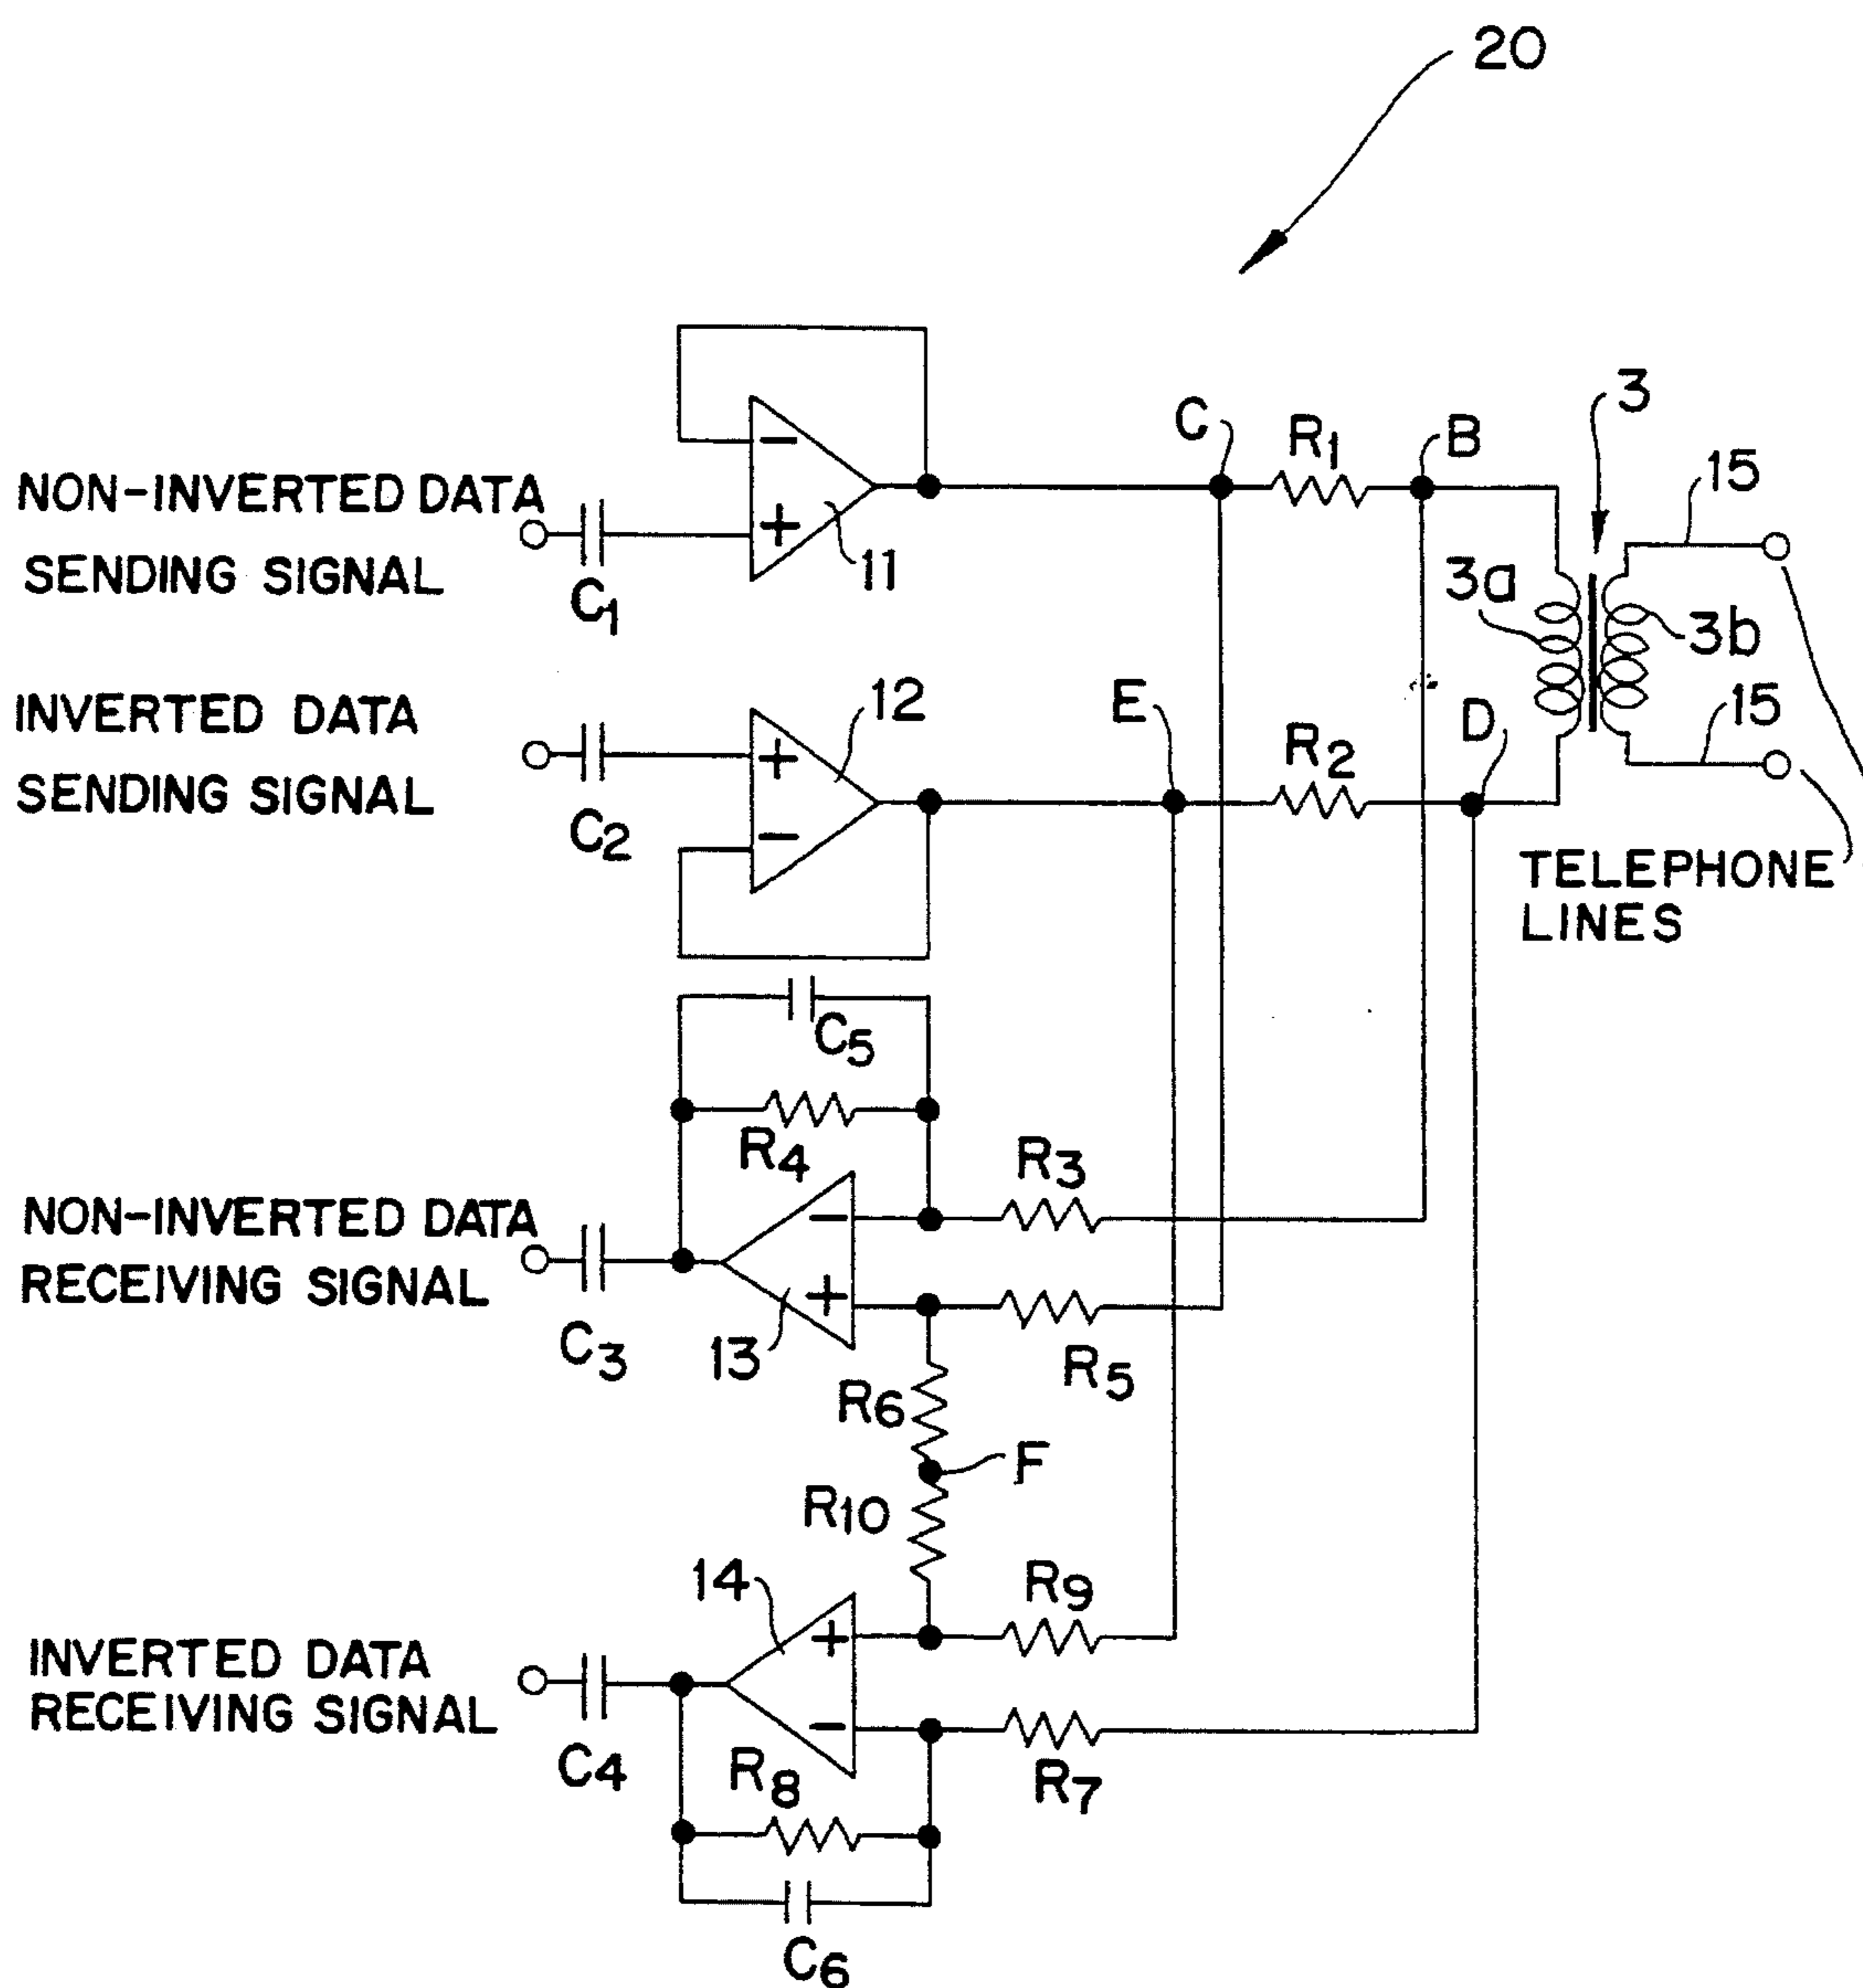 20
C
R1
B
3
15
NON-INVERTED DATA
SENDING SIGNAL
C1
−
+
11
3a
3b
INVERTED DATA
SENDING SIGNAL
C2
+
−
12
E
R2
D
15
TELEPHONE
LINES
C5
R4
R3
NON-INVERTED DATA
RECEIVING SIGNAL
C3
−
+
13
R5
R6
F
R10
14
R9
INVERTED DATA
RECEIVING SIGNAL
C4
+
−
R8
R7
C6